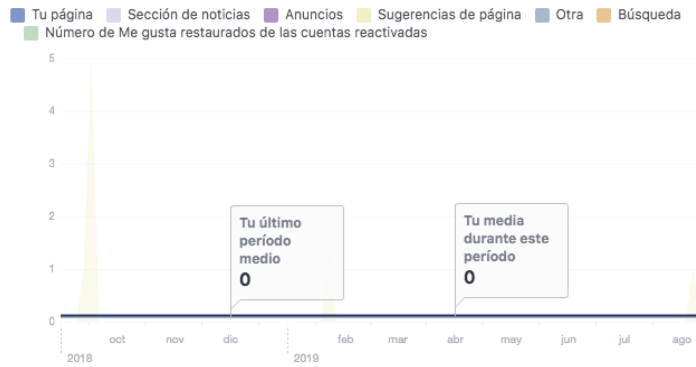 Tu página Sección de noticias Anuncios Sugerencias de página Otra Búsqueda
Número de Me gusta restaurados de las cuentas reactivadas
5
4
3
2
1
0
Tu último
período
medio
0
Tu media
durante este
período
0
oct nov dic feb mar abr may jun jul ago
2018 2019